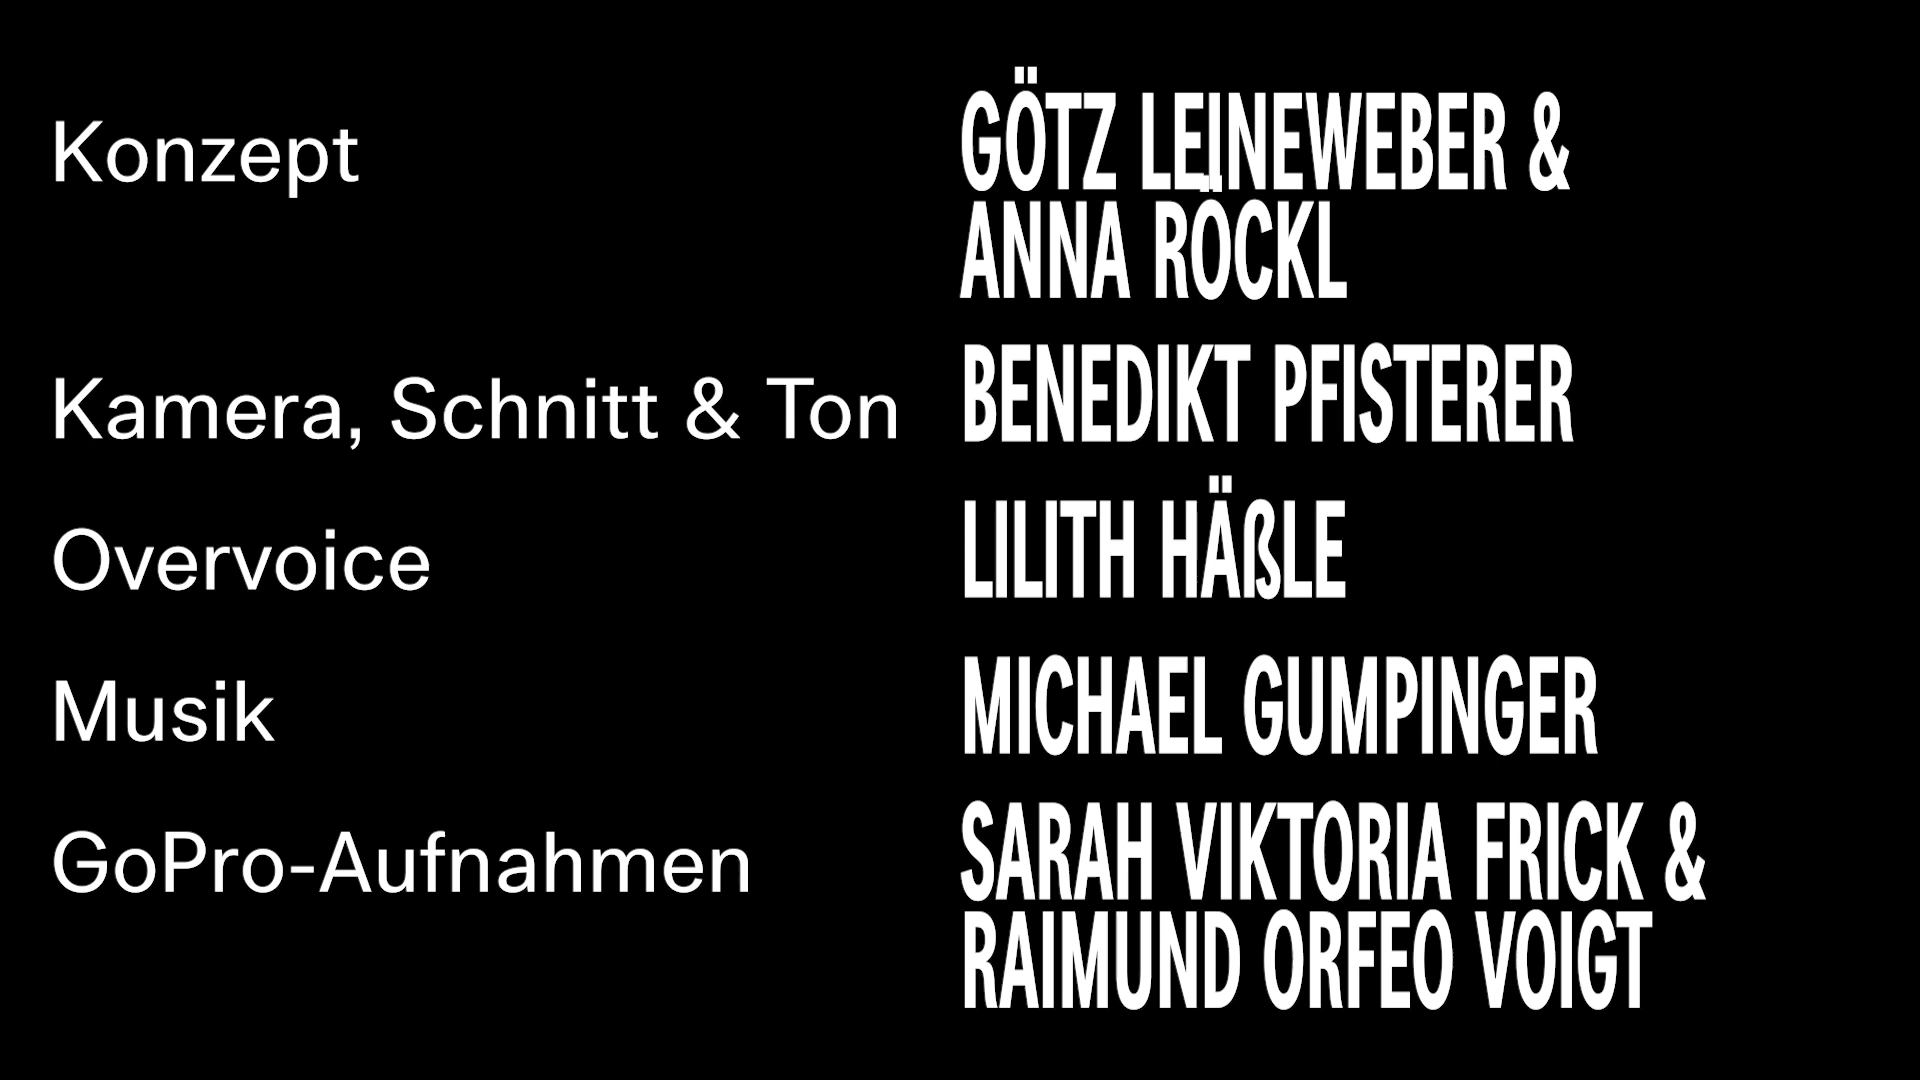 Konzept GÖTZ LEINEWEBER &
ANNA RÖCKL
Kamera, Schnitt & Ton BENEDIKT PFISTERER
Overvoice LILITH HÄßLE
Musik MICHAEL GUMPINGER
GoPro-Aufnahmen SARAH VIKTORIA FRICK &
RAIMUND ORFEO VOIGT